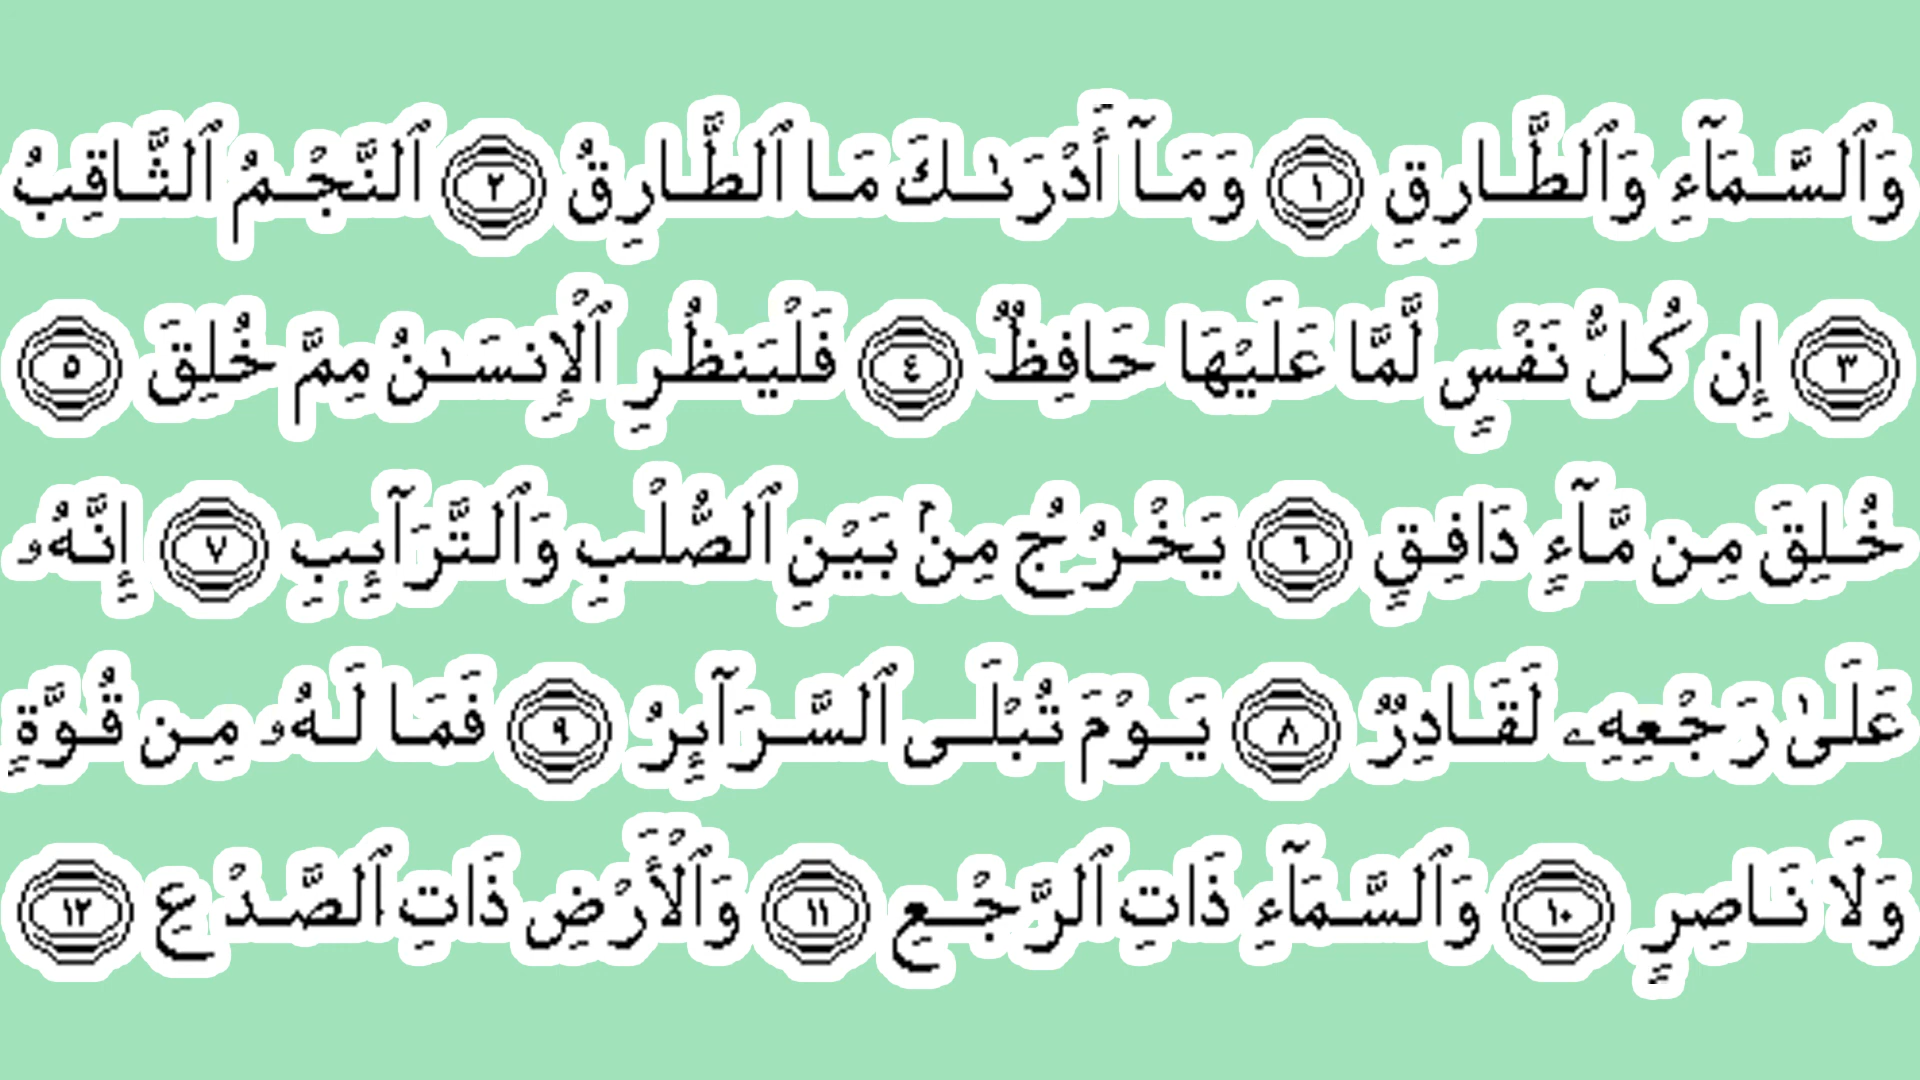 وَٱلسَّمَآءِ وَٱلطَّارِقِ ١ وَمَآ أَدْرَىٰكَ مَا ٱلطَّارِقُ ٢ ٱلنَّجْمُ ٱلثَّاقِبُ
٣ إِن كُلُّ نَفْسٍ لَّمَّا عَلَيْهَا حَافِظٌ ٤ فَلْيَنظُرِ ٱلْإِنسَـٰنُ مِمَّ خُلِقَ ٥
خُلِقَ مِن مَّآءٍ دَافِقٍ ٦ يَخْرُجُ مِنۢ بَيْنِ ٱلصُّلْبِ وَٱلتَّرَآئِبِ ٧ إِنَّهُۥ
عَلَىٰ رَجْعِهِۦ لَقَادِرٌ ٨ يَوْمَ تُبْلَى ٱلسَّرَآئِرُ ٩ فَمَا لَهُۥ مِن قُوَّةٍ
وَلَا نَاصِرٍ ١٠ وَٱلسَّمَآءِ ذَاتِ ٱلرَّجْعِ ١١ وَٱلْأَرْضِ ذَاتِ ٱلصَّدْعِ ١٢